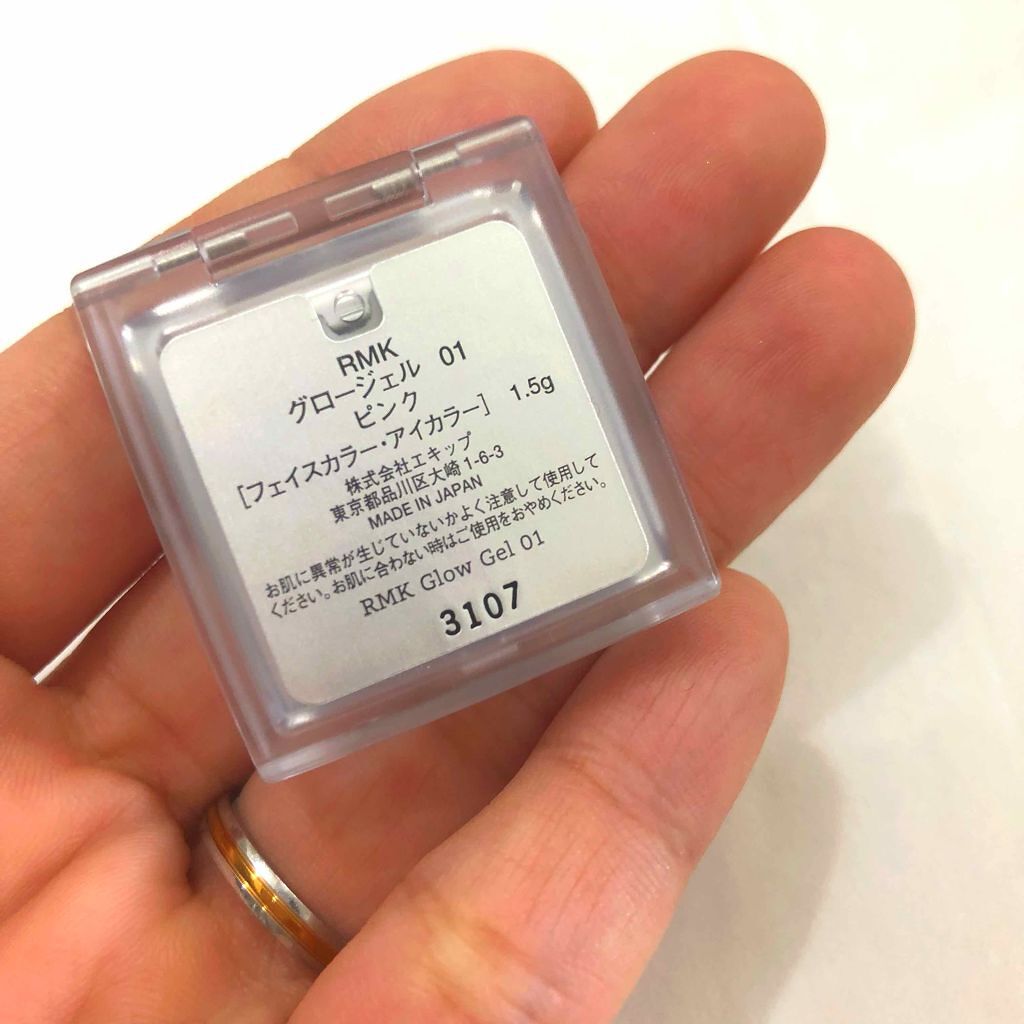 RMK
グロージェル 01
ピンク
[フェイスカラー・アイカラー] 1.5g
株式会社エキップ
東京都品川区大崎1-6-3
MADE IN JAPAN
お肌に異常が生じていないかよく注意して使用して
ください。お肌に合わない時はご使用をおやめください。
RMK Glow Gel 01
3107